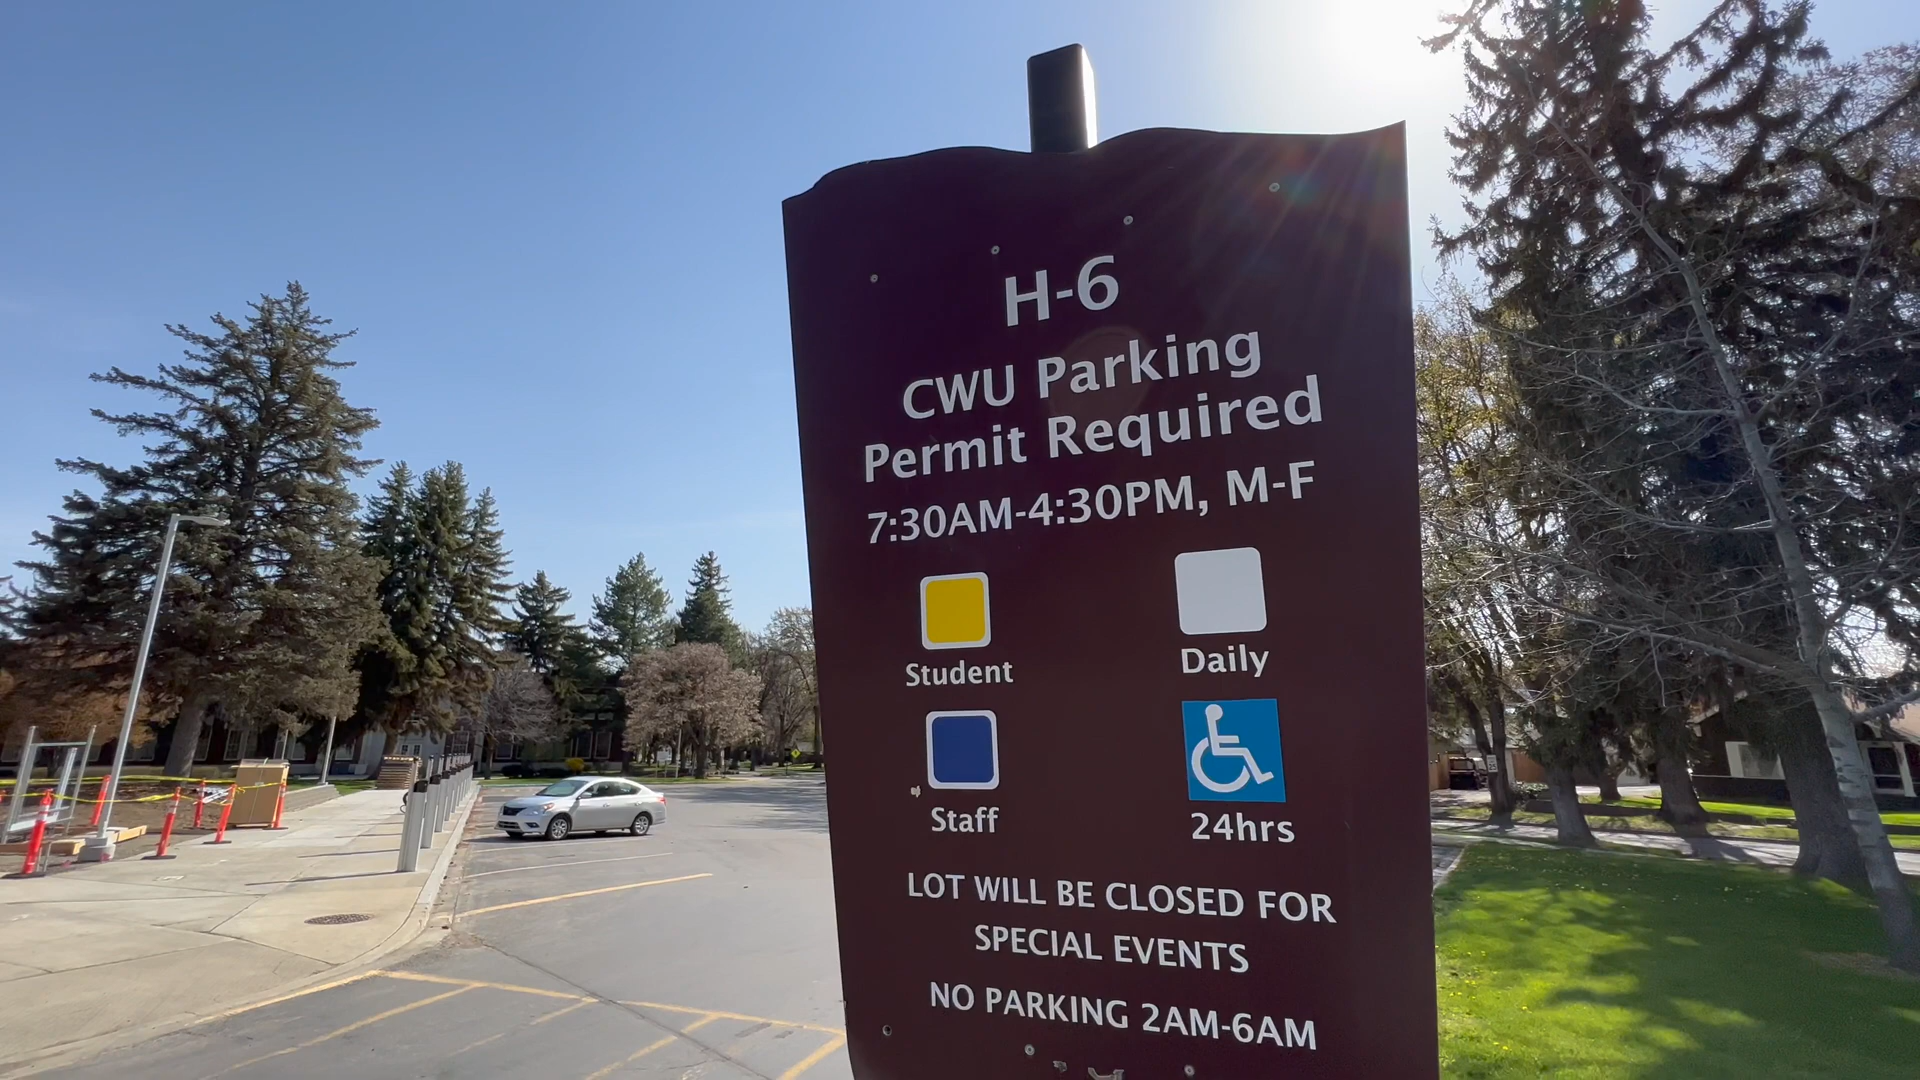 H-6
CWU Parking
Permit Required
7:30AM-4:30PM, M-F
Student
Daily
Staff
24hrs
LOT WILL BE CLOSED FOR
SPECIAL EVENTS
NO PARKING 2AM-6AM